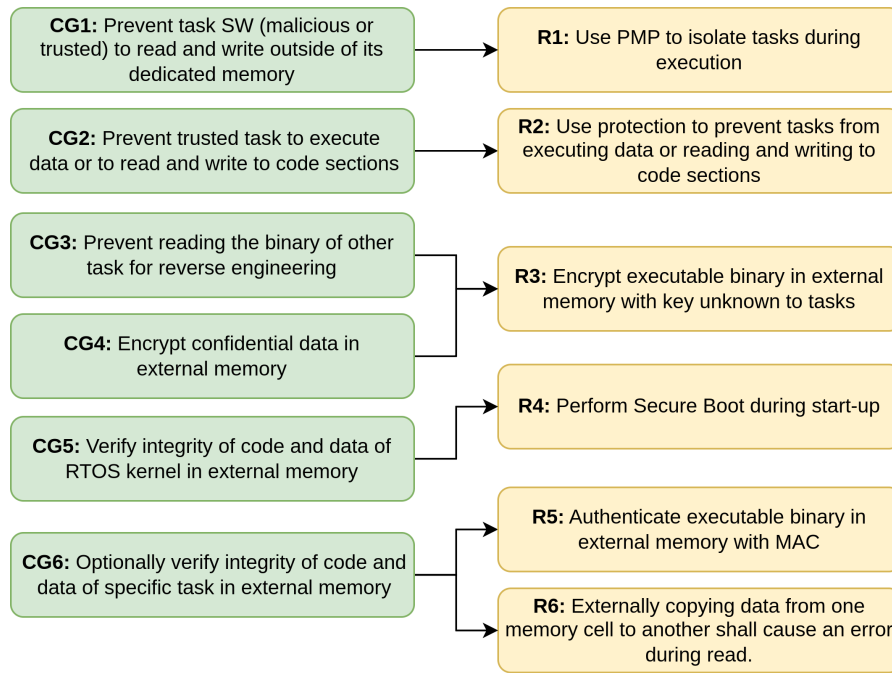 CG1: Prevent task SW (malicious or
trusted) to read and write outside of its
dedicated memory
R1: Use PMP to isolate tasks during
execution
CG2: Prevent trusted task to execute
data or to read and write to code sections
R2: Use protection to prevent tasks from
executing data or reading and writing to
code sections
CG3: Prevent reading the binary of other
task for reverse engineering
R3: Encrypt executable binary in external
memory with key unknown to tasks
CG4: Encrypt confidential data in
external memory
R4: Perform Secure Boot during start-up
CG5: Verify integrity of code and data of
RTOS kernel in external memory
R5: Authenticate executable binary in
external memory with MAC
CG6: Optionally verify integrity of code and
data of specific task in external memory
R6: Externally copying data from one
memory cell to another shall cause an error
during read.